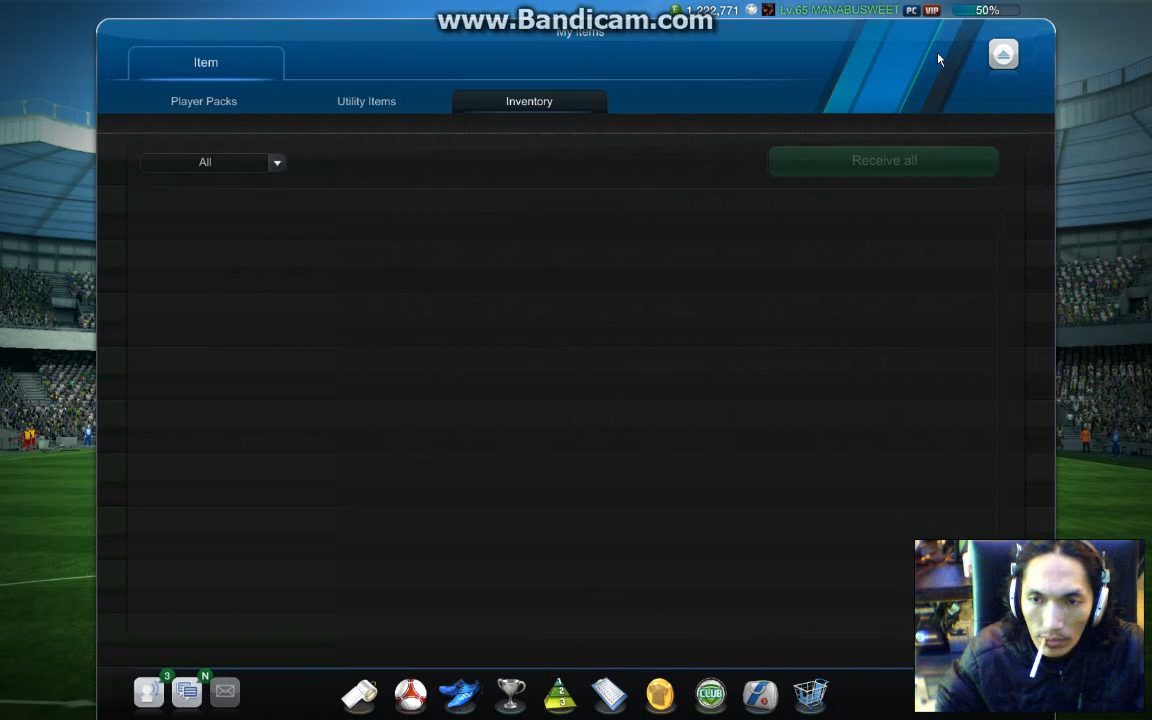 www.Bandicam.com
1,222,771 Lv.65 MANABUSWEET PC VIP 50%
My Items
Item
Player Packs Utility Items Inventory
All Receive all
3 N
2
3
CLUB